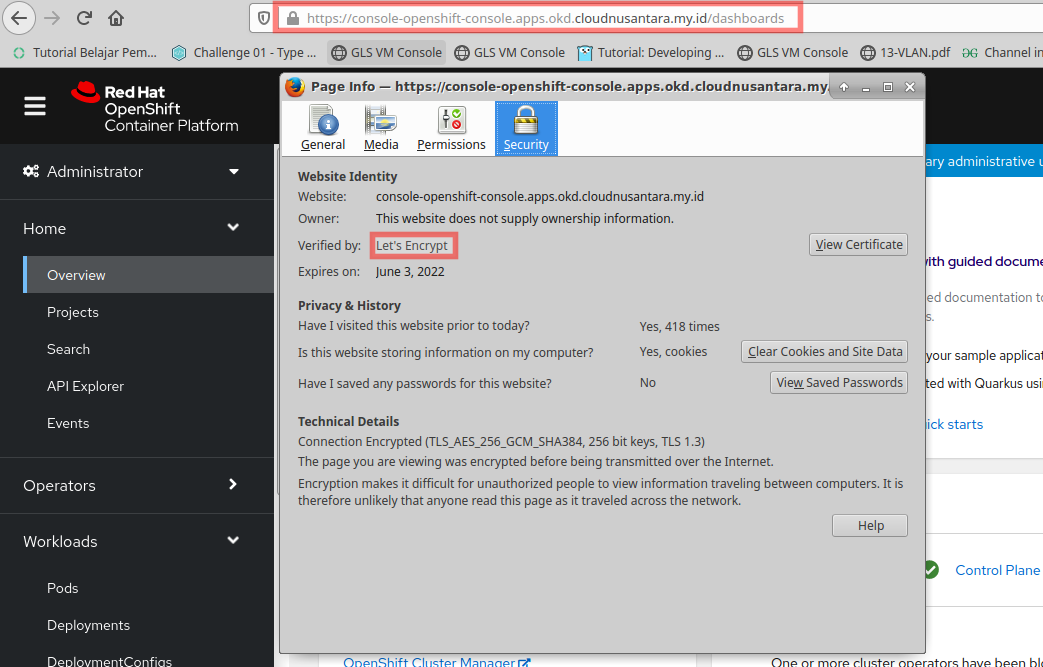 https://console-openshift-console.apps.okd.cloudnusantara.my.id/dashboards
Tutorial Belajar Pem... Challenge 01 - Type ... GLS VM Console GLS VM Console Tutorial: Developing ... GLS VM Console 13-VLAN.pdf Channel in
Red Hat
OpenShift
Container Platform
Page Info — https://console-openshift-console.apps.okd.cloudnusantara.my.
General Media Permissions Security
Administrator
Home
Overview
Projects
Search
API Explorer
Events
Operators
Workloads
Pods
Deployments
DeploymentConfigs
Website Identity
Website: console-openshift-console.apps.okd.cloudnusantara.my.id
Owner: This website does not supply ownership information.
Verified by: Let's Encrypt
View Certificate
Expires on: June 3, 2022
Privacy & History
Have I visited this website prior to today? Yes, 418 times
Is this website storing information on my computer? Yes, cookies Clear Cookies and Site Data
Have I saved any passwords for this website? No View Saved Passwords
Technical Details
Connection Encrypted (TLS_AES_256_GCM_SHA384, 256 bit keys, TLS 1.3)
The page you are viewing was encrypted before being transmitted over the Internet.
Encryption makes it difficult for unauthorized people to view information traveling between computers. It is
therefore unlikely that anyone read this page as it traveled across the network.
Help
ary administrative u
with guided docume
ed documentation to
s.
your sample applicat
ted with Quarkus usin
ick starts
Control Plane
OpenShift Cluster Manager
One or more cluster operators have been blo